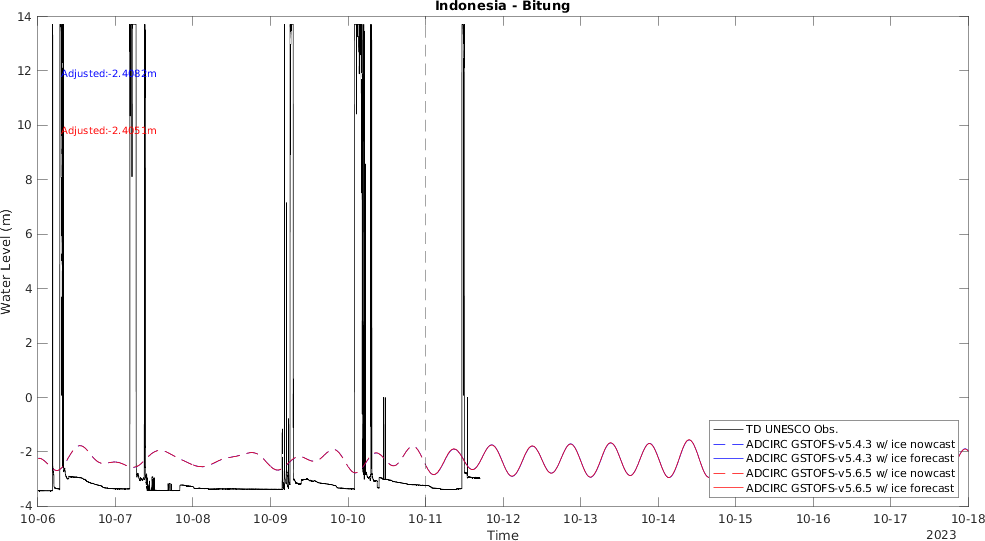 Indonesia - Bitung
14
12
10
8
6
4
2
0
-2
-4
Water Level (m)
Adjusted:-2.4082m
Adjusted:-2.4051m
TD UNESCO Obs.
ADCIRC GSTOFS-v5.4.3 w/ ice nowcast
ADCIRC GSTOFS-v5.4.3 w/ ice forecast
ADCIRC GSTOFS-v5.6.5 w/ ice nowcast
ADCIRC GSTOFS-v5.6.5 w/ ice forecast
10-06 10-07 10-08 10-09 10-10 10-11 10-12 10-13 10-14 10-15 10-16 10-17 10-18
Time
2023